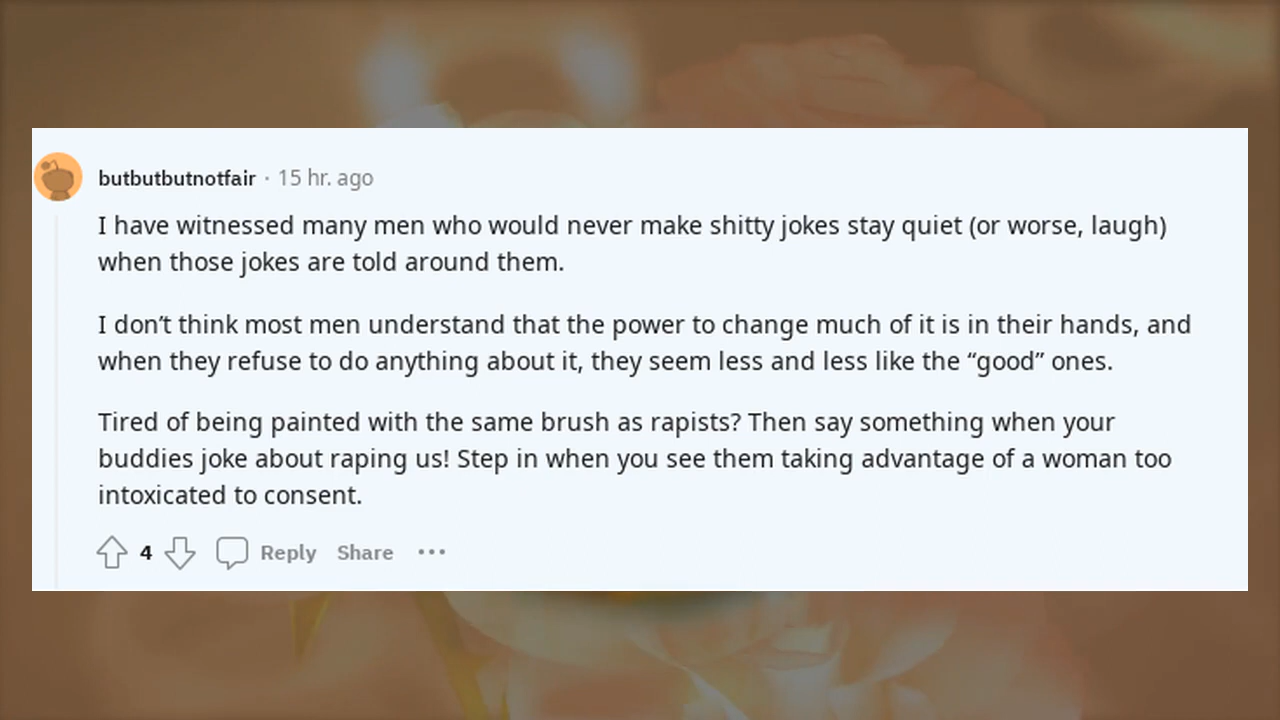 butbutbutnotfair · 15 hr. ago
I have witnessed many men who would never make shitty jokes stay quiet (or worse, laugh)
when those jokes are told around them.
I don’t think most men understand that the power to change much of it is in their hands, and
when they refuse to do anything about it, they seem less and less like the “good” ones.
Tired of being painted with the same brush as rapists? Then say something when your
buddies joke about raping us! Step in when you see them taking advantage of a woman too
intoxicated to consent.
4 Reply Share ···